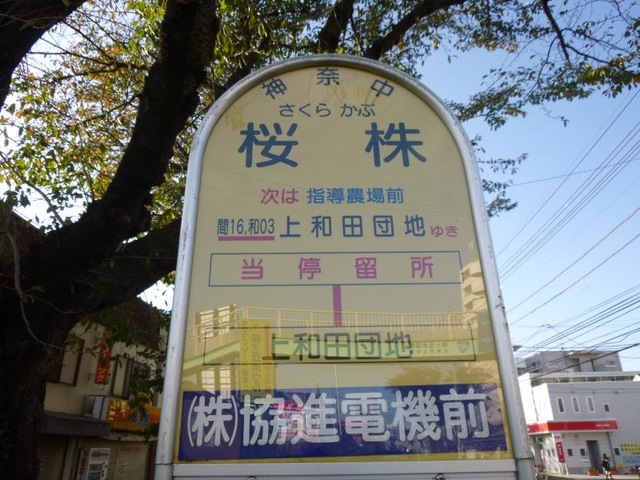 神奈中
さくら かぶ
桜株
次は 指導農場前
間16,和03 上和田団地ゆき
当停留所
上和田団地
(株)協進電機前